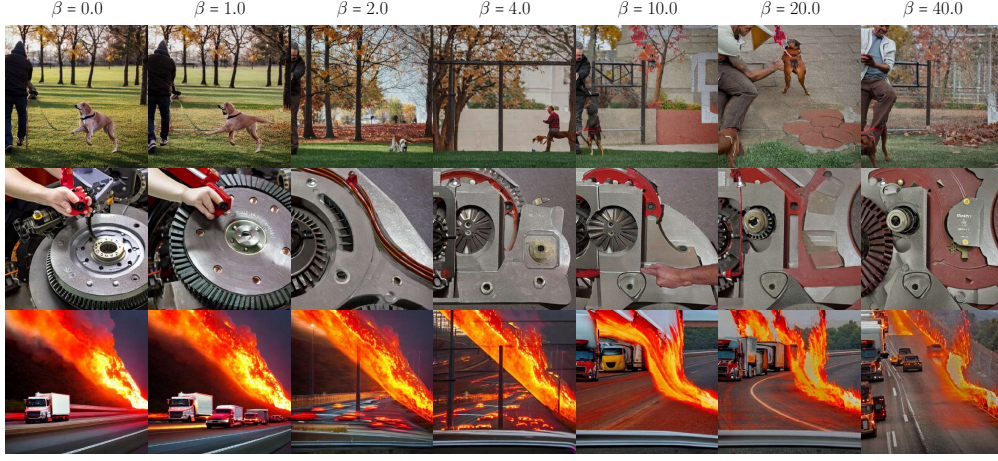 β = 0.0 β = 1.0 β = 2.0 β = 4.0 β = 10.0 β = 20.0 β = 40.0